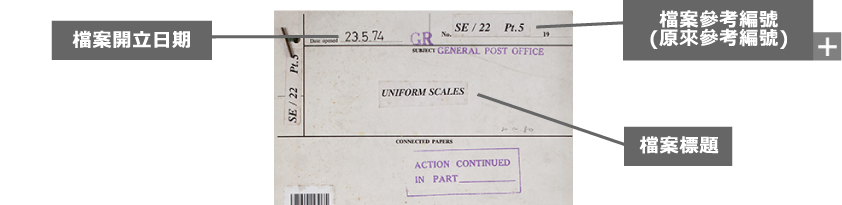 檔案開立日期
檔案參考編號
(原來參考編號)
+
檔案標題
Date opened 23.5.74
GR
No. SE / 22 Pt.5 19
SUBJECT GENERAL POST OFFICE
SE / 22 Pt.5
UNIFORM SCALES
CONNECTED PAPERS
ACTION CONTINUED
IN PART